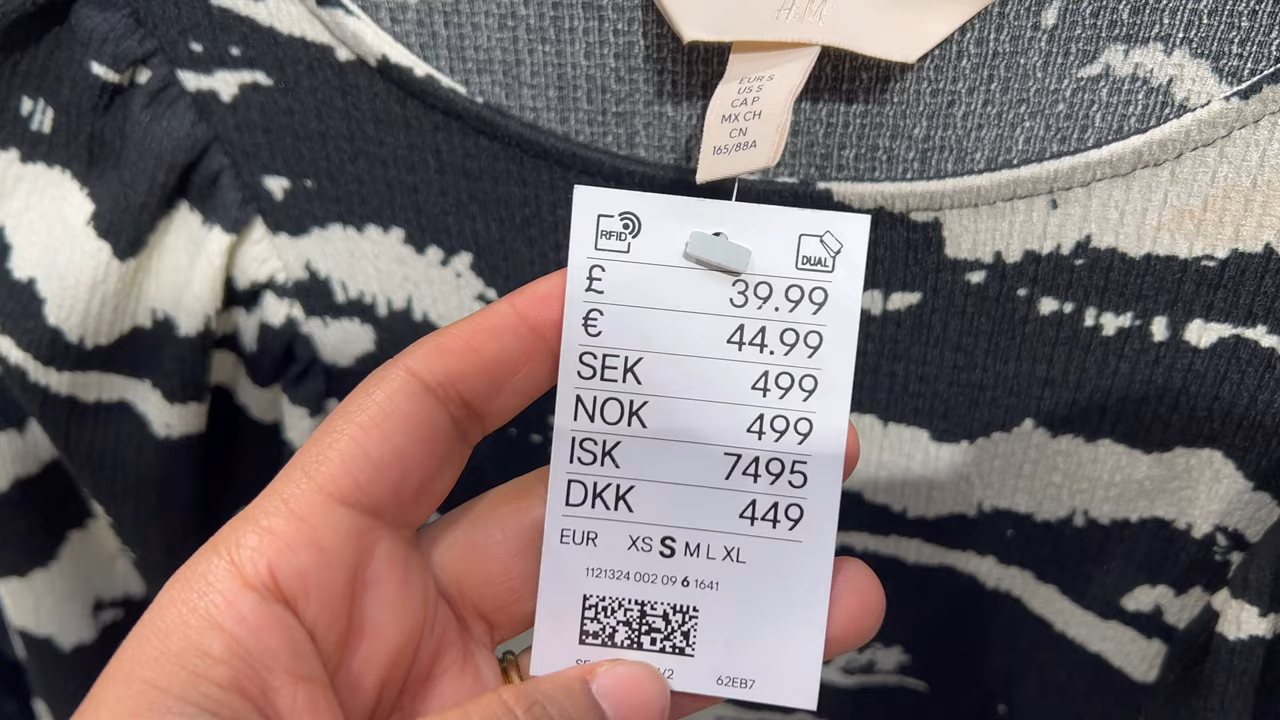 H&M
EUR S
US S
CA P
MX CH
CN
165/88A
RFID
DUAL
£ 39.99
€ 44.99
SEK 499
NOK 499
ISK 7495
DKK 449
EUR XS S M L XL
1121324 002 09 6 1641
62EB7